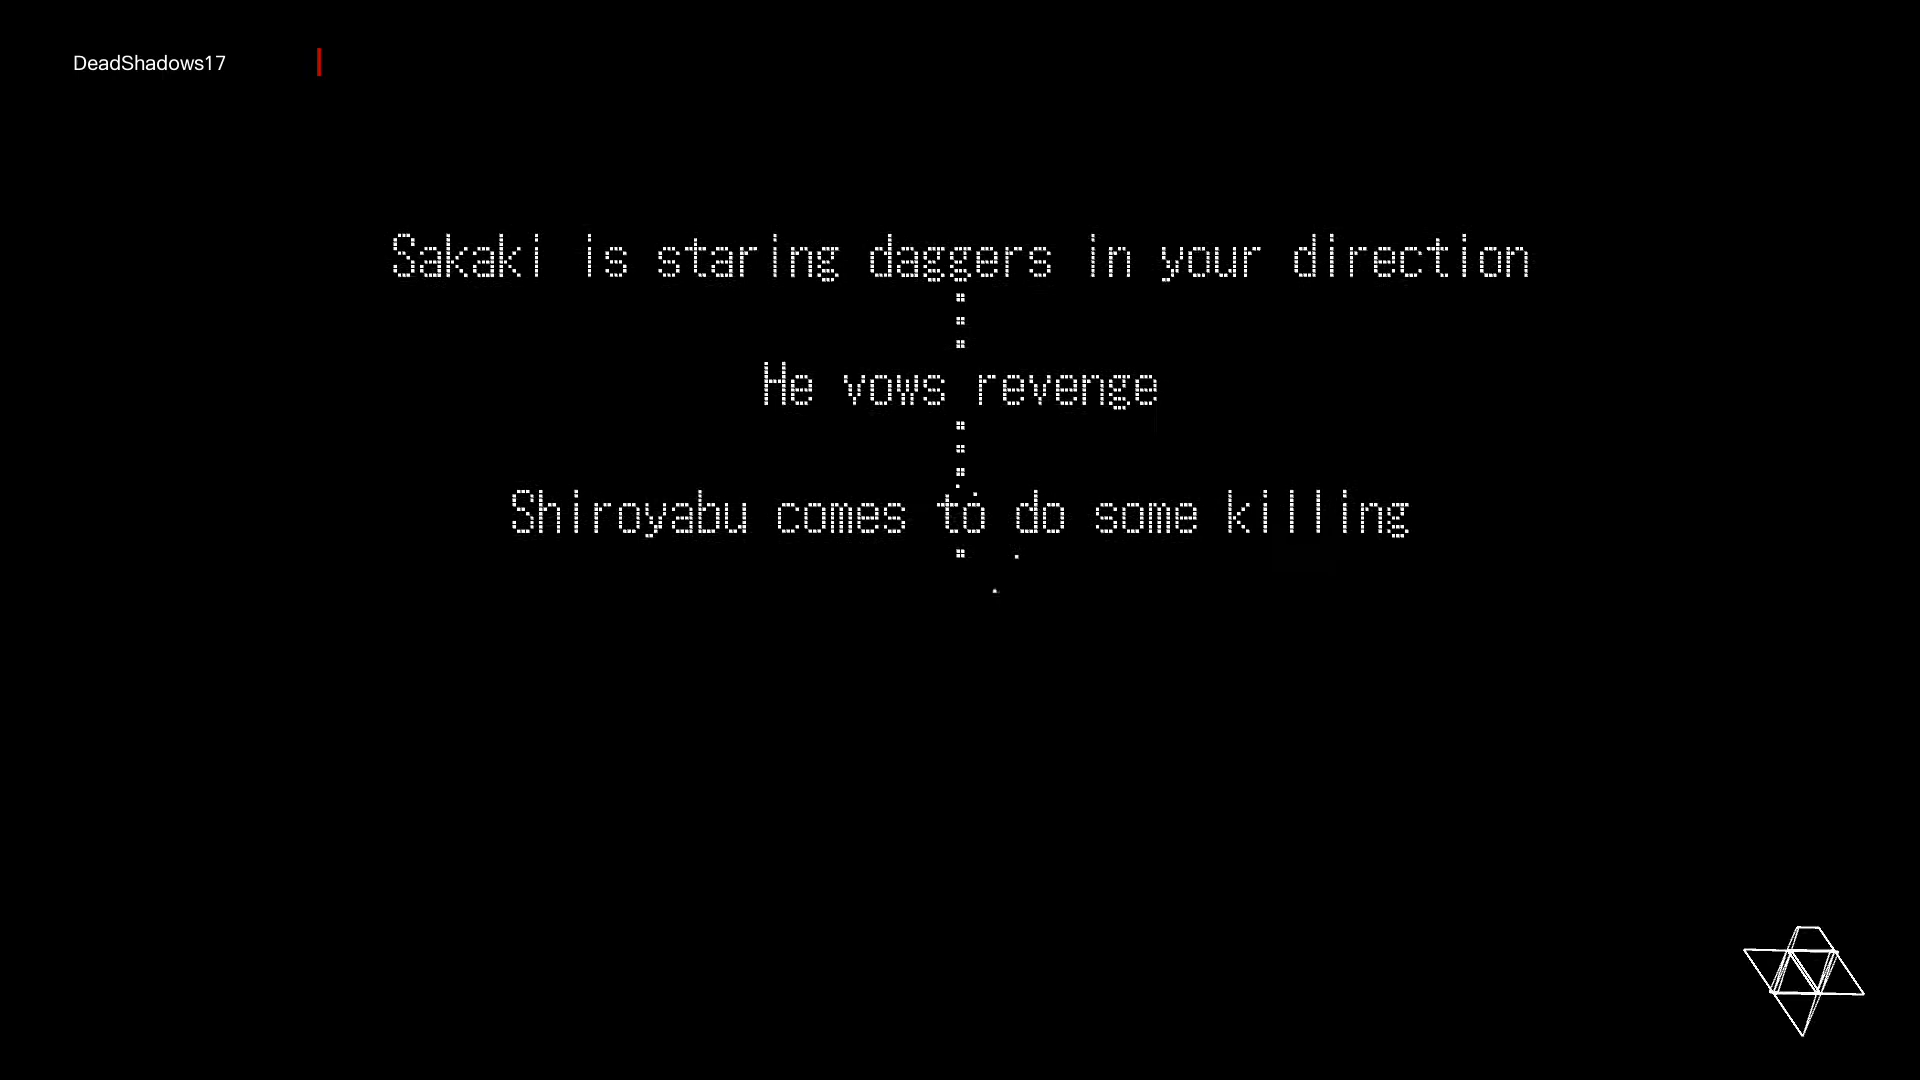 DeadShadows17
Sakaki is staring daggers in your direction
He vows revenge
Shiroyabu comes to do some killing